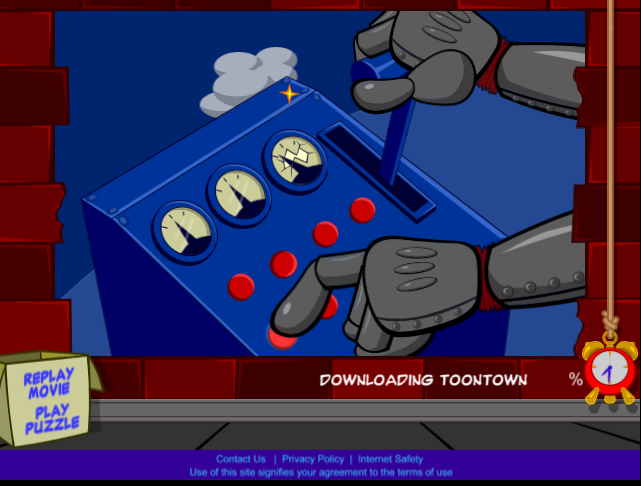 DOWNLOADING TOONTOWN %
REPLAY
MOVIE
PLAY
PUZZLE
Contact Us | Privacy Policy | Internet Safety
Use of this site signifies your agreement to the terms of use